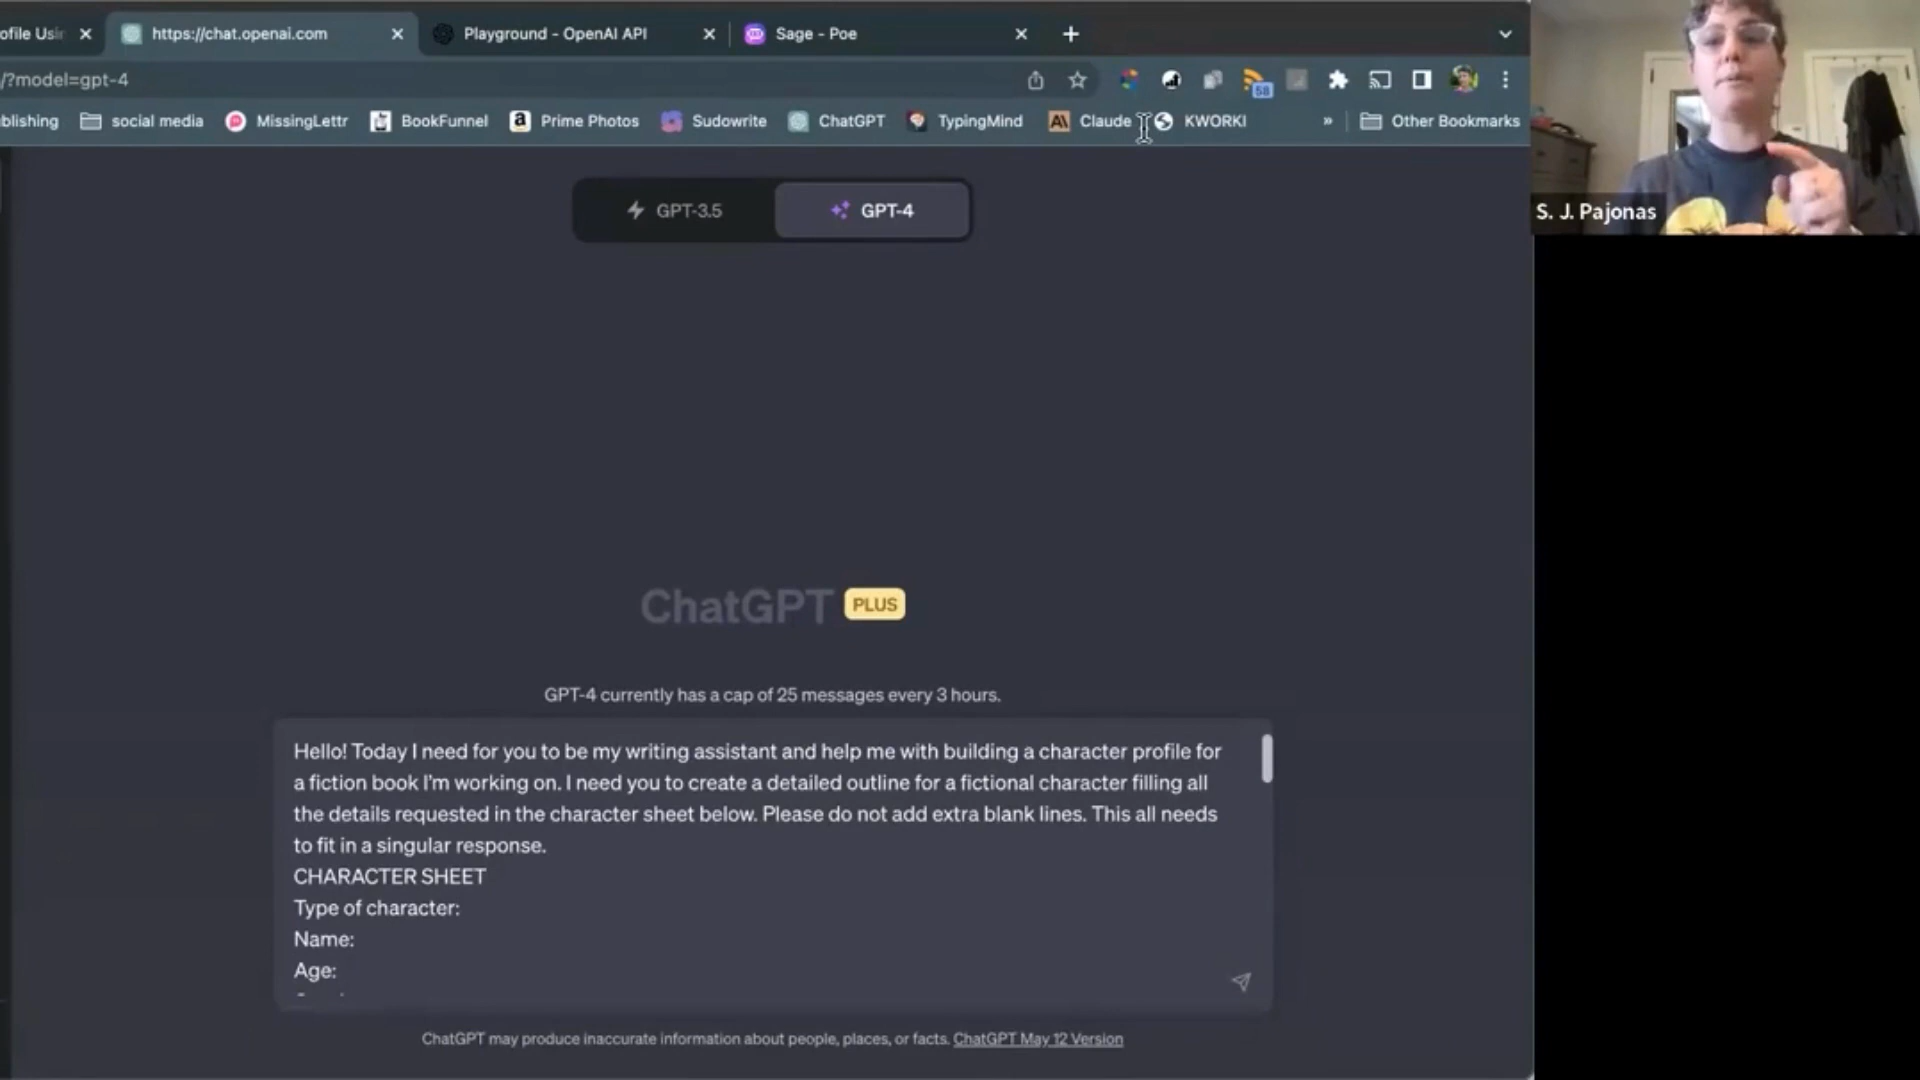 ofile Usin
https://chat.openai.com
Playground - OpenAI API
Sage - Poe
/?model=gpt-4
58
blishing
social media
MissingLettr
BookFunnel
Prime Photos
Sudowrite
ChatGPT
TypingMind
Claude
KWORKI
»
Other Bookmarks
S. J. Pajonas
GPT-3.5
GPT-4
ChatGPT PLUS
GPT-4 currently has a cap of 25 messages every 3 hours.
Hello! Today I need for you to be my writing assistant and help me with building a character profile for
a fiction book I'm working on. I need you to create a detailed outline for a fictional character filling all
the details requested in the character sheet below. Please do not add extra blank lines. This all needs
to fit in a singular response.
CHARACTER SHEET
Type of character:
Name:
Age:
ChatGPT may produce inaccurate information about people, places, or facts. ChatGPT May 12 Version